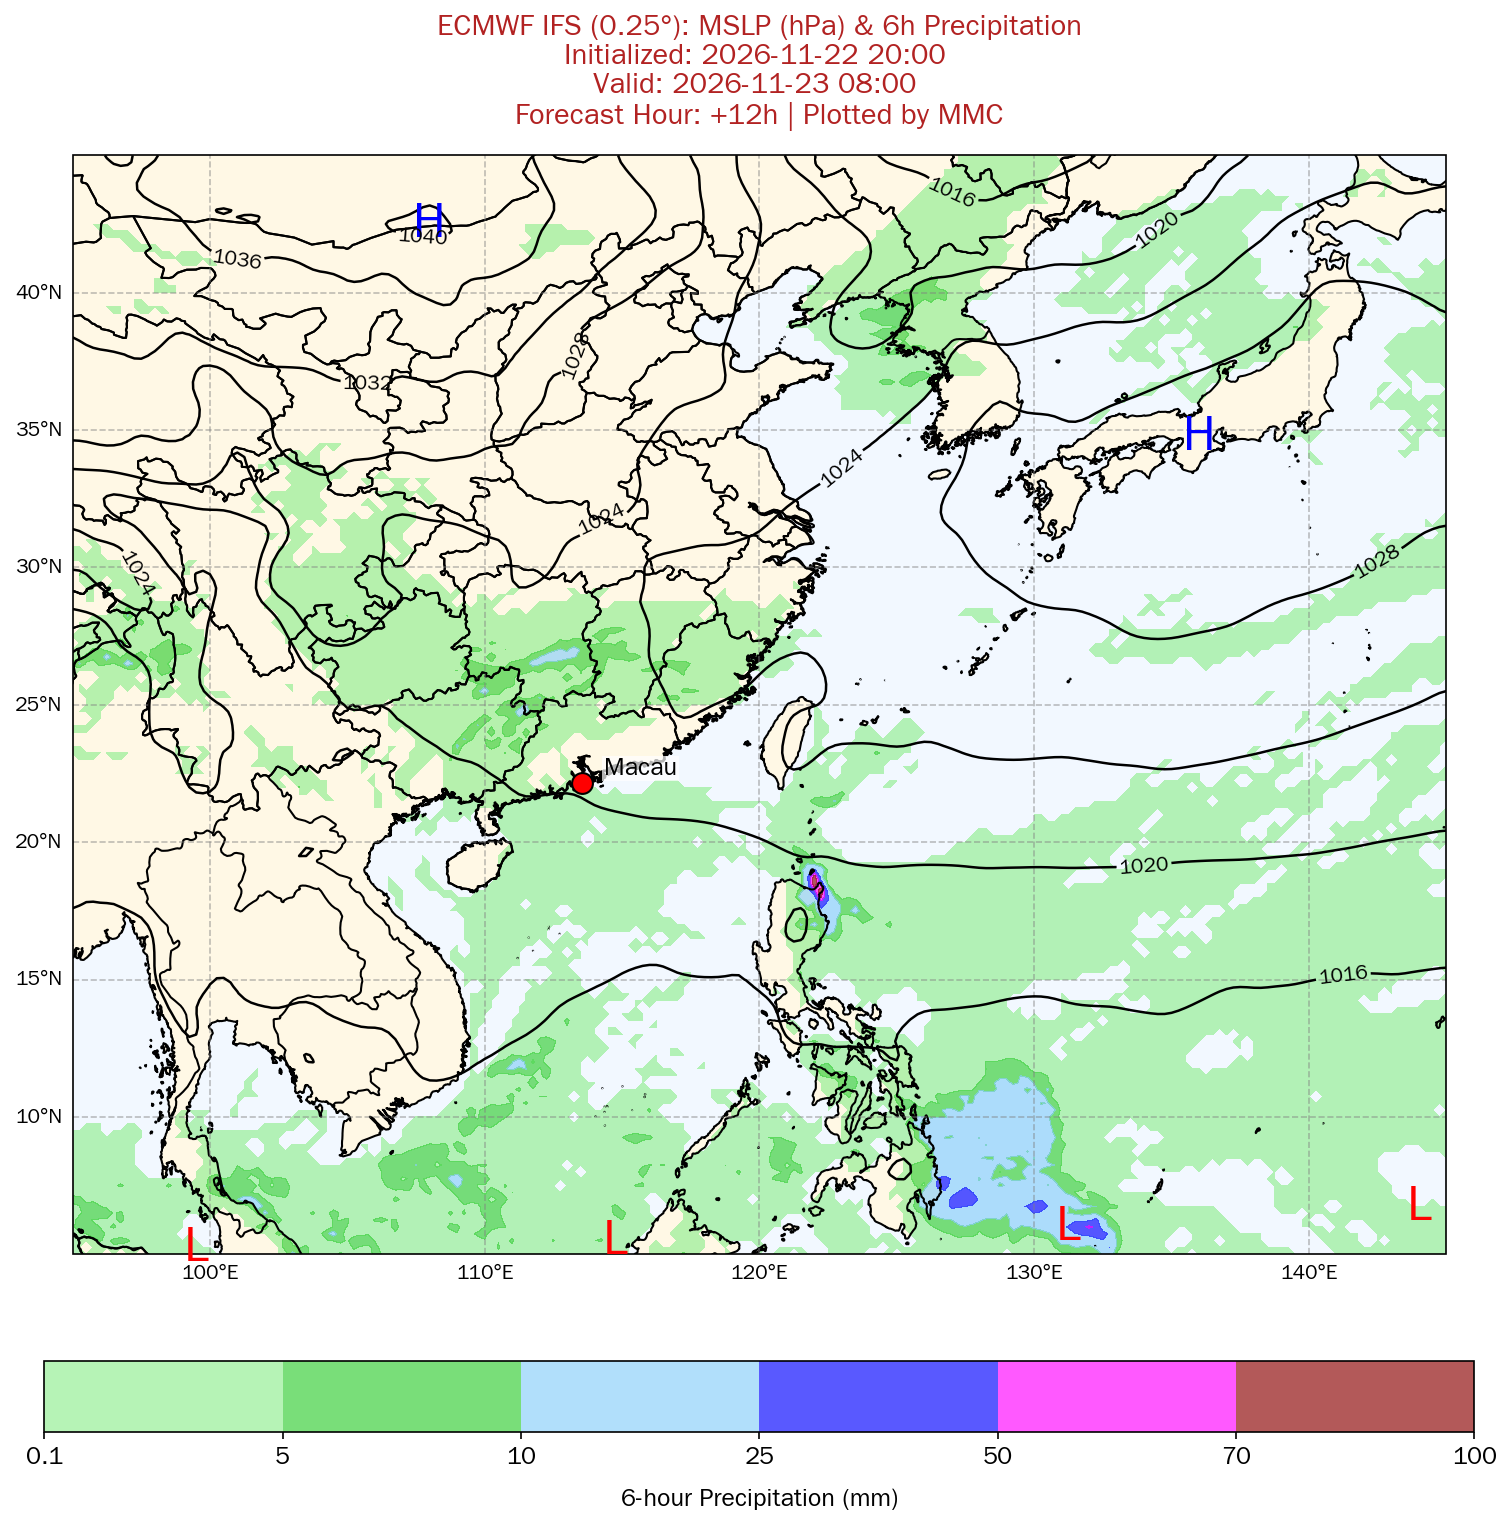 ECMWF IFS (0.25°): MSLP (hPa) & 6h Precipitation
Initialized: 2026-11-22 20:00
Valid: 2026-11-23 08:00
Forecast Hour: +12h | Plotted by MMC
1016
H
1040
1020
1036
40°N
1028
1032
35°N
H
1024
1024
1028
30°N
1024
25°N
Macau
20°N
1020
15°N
1016
10°N
L
L
L
L
100°E 110°E 120°E 130°E 140°E
0.1 5 10 25 50 70 100
6-hour Precipitation (mm)